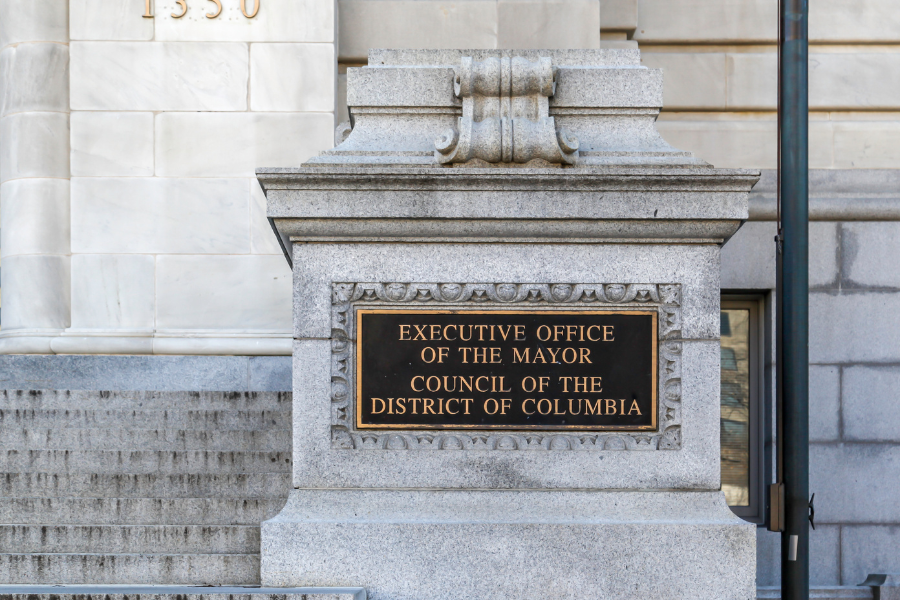 1350
EXECUTIVE OFFICE
OF THE MAYOR
COUNCIL OF THE
DISTRICT OF COLUMBIA